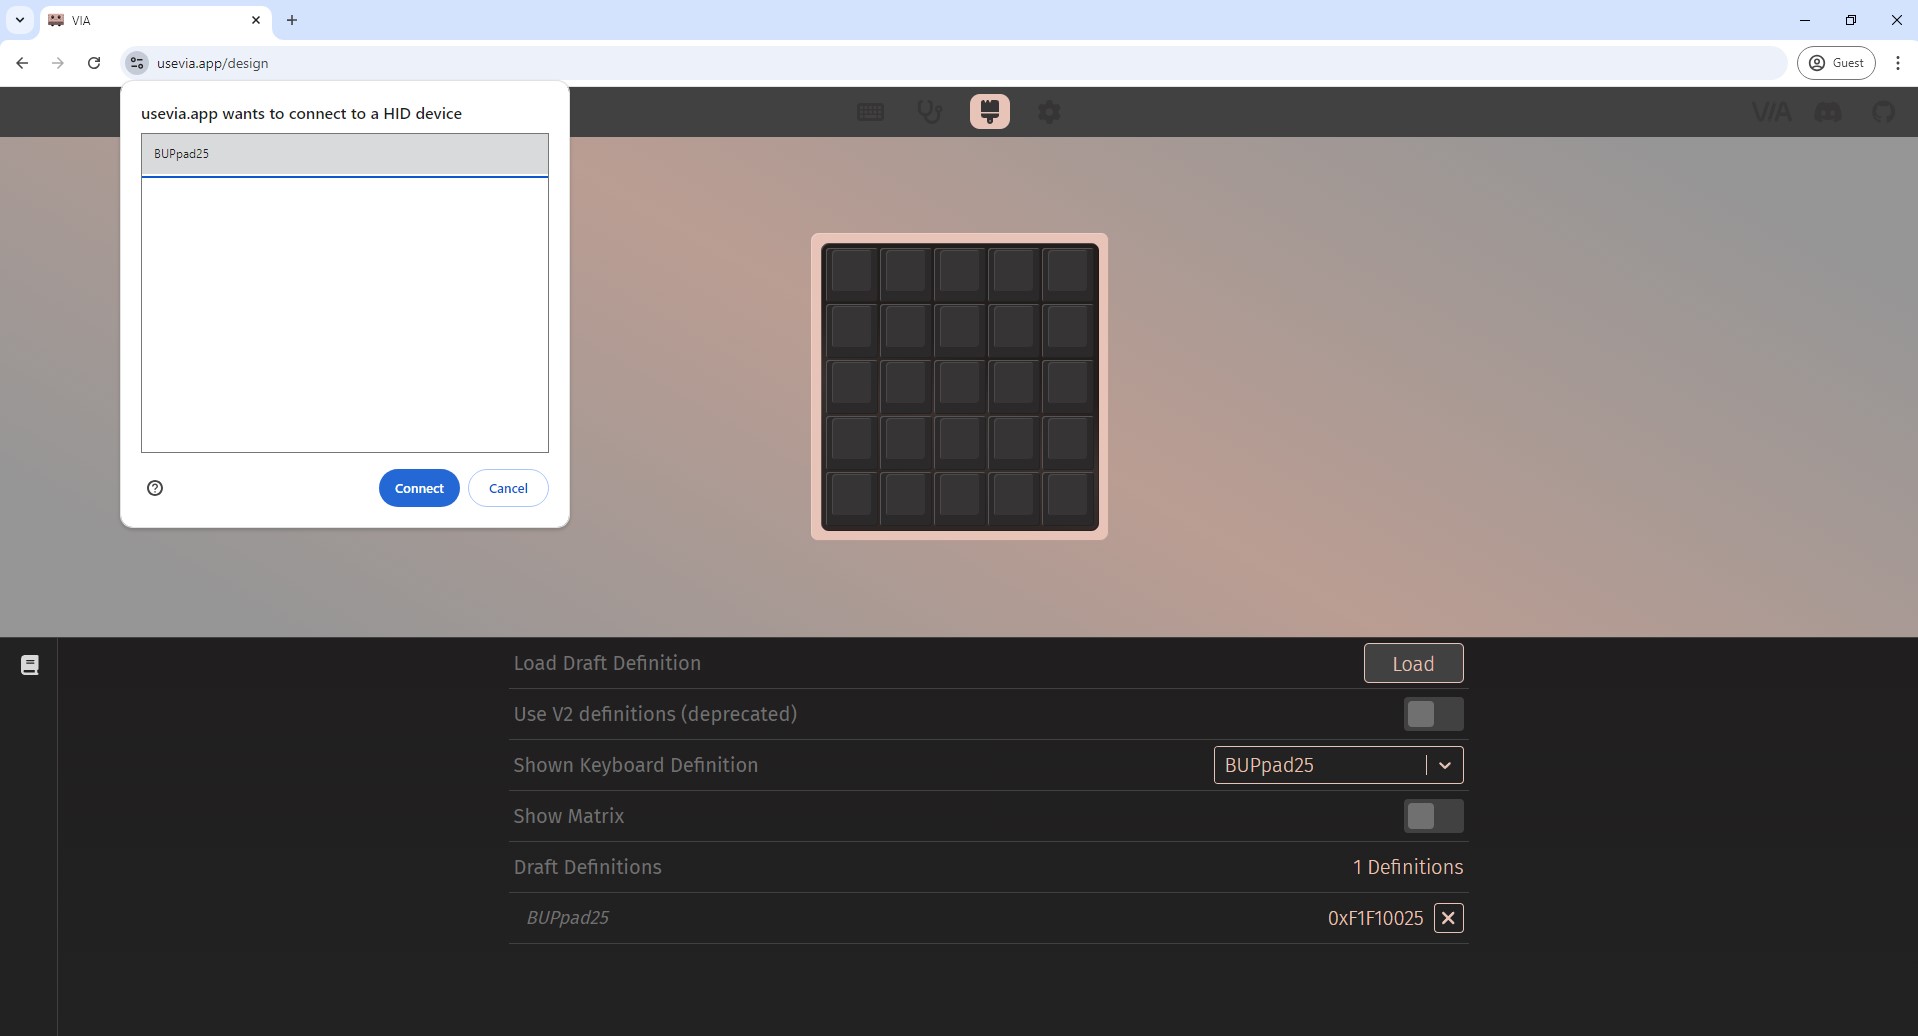 VIA
usevia.app/design
Guest
usevia.app wants to connect to a HID device
BUPpad25
Connect
Cancel
VIA
Load Draft Definition
Load
Use V2 definitions (deprecated)
Shown Keyboard Definition
BUPpad25
Show Matrix
Draft Definitions
1 Definitions
BUPpad25
0xF1F10025